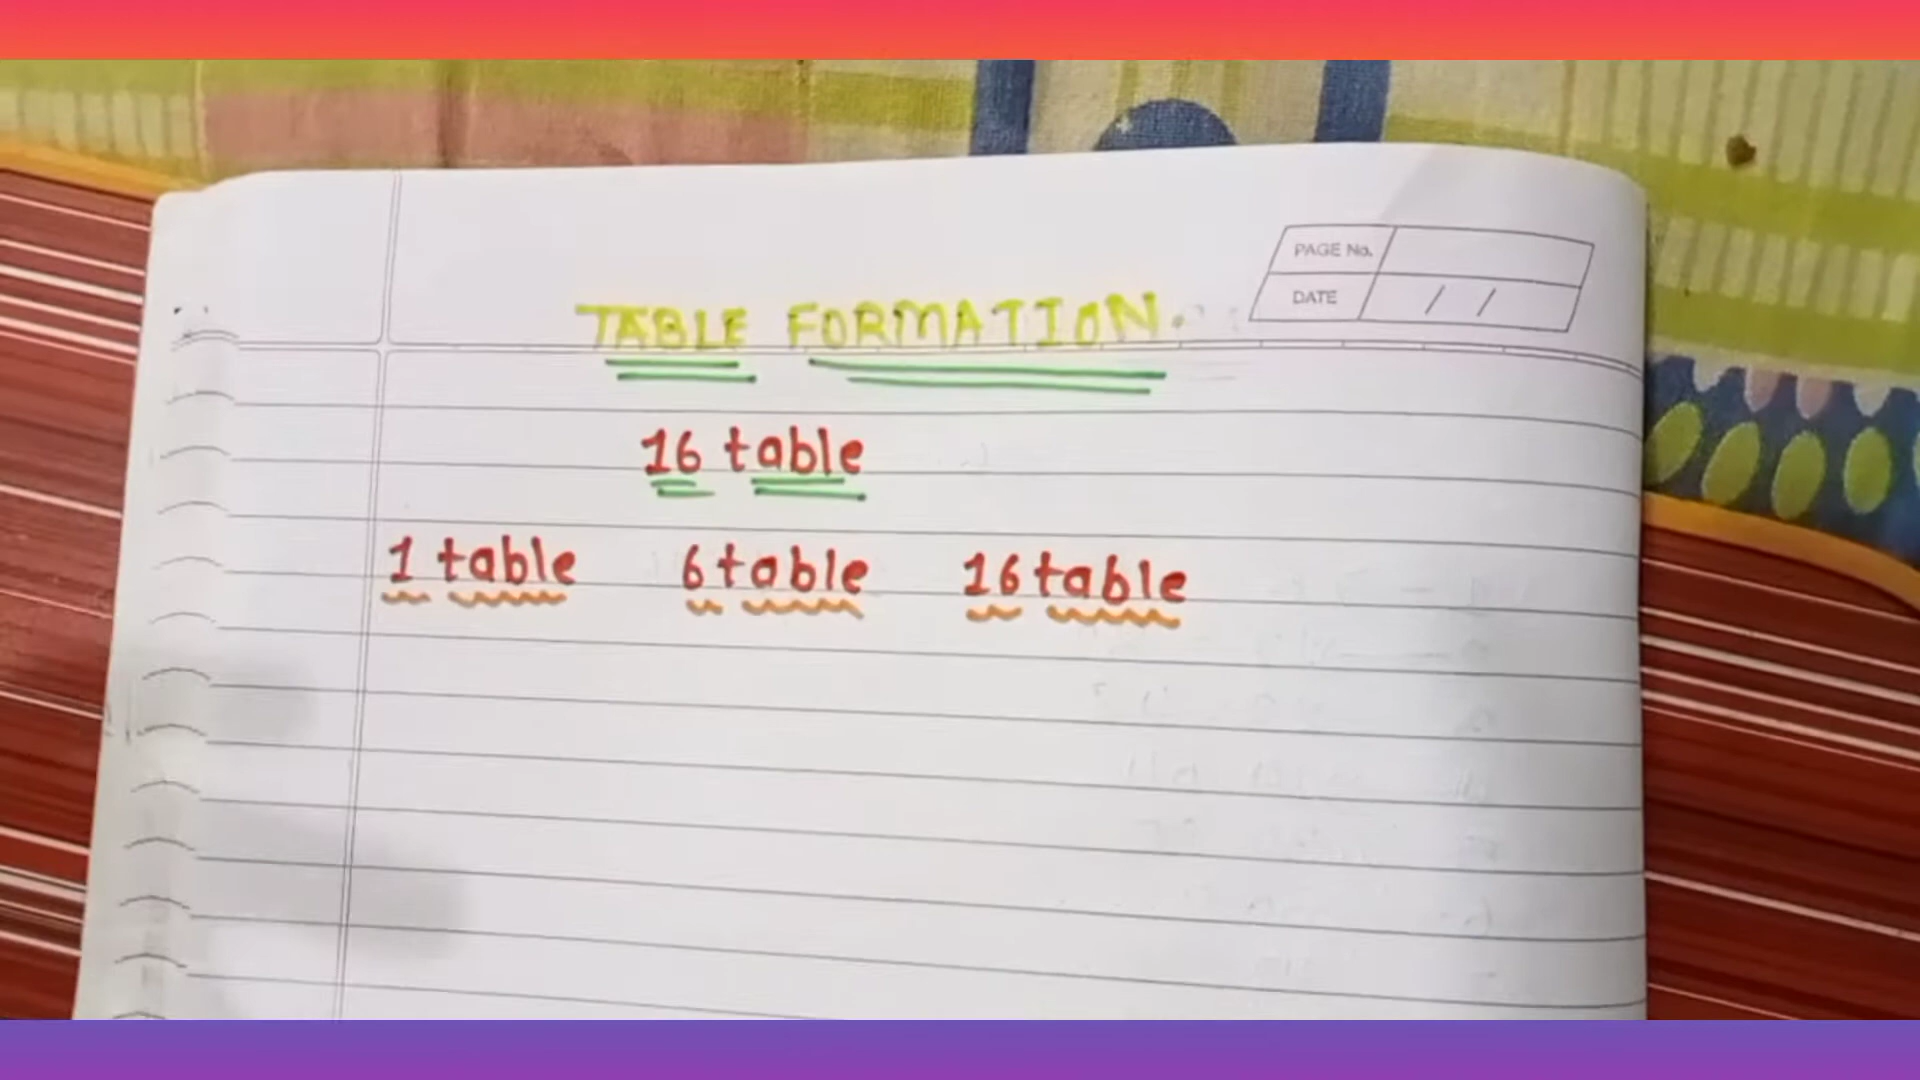 PAGE No.
DATE / /
TABLE FORMATION.
16 table
1 table 6 table 16 table